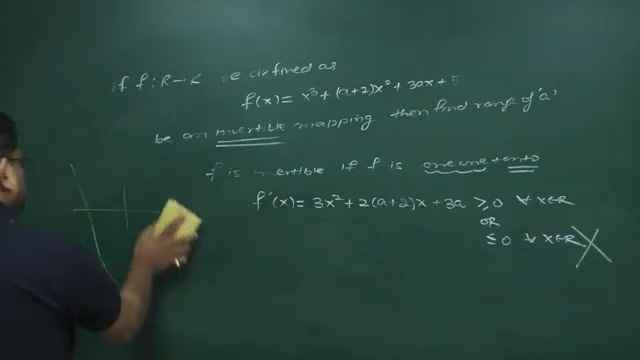 if f : R→R be defined as
f(x) = x³ + (a+2)x² + 3ax + 5
be an invertible mapping then find range of 'a'
f is invertible if f is one one + onto
f'(x) = 3x² + 2(a+2)x + 3a ≥ 0 ∀ x∈R
OR
≤ 0 ∀ x∈R